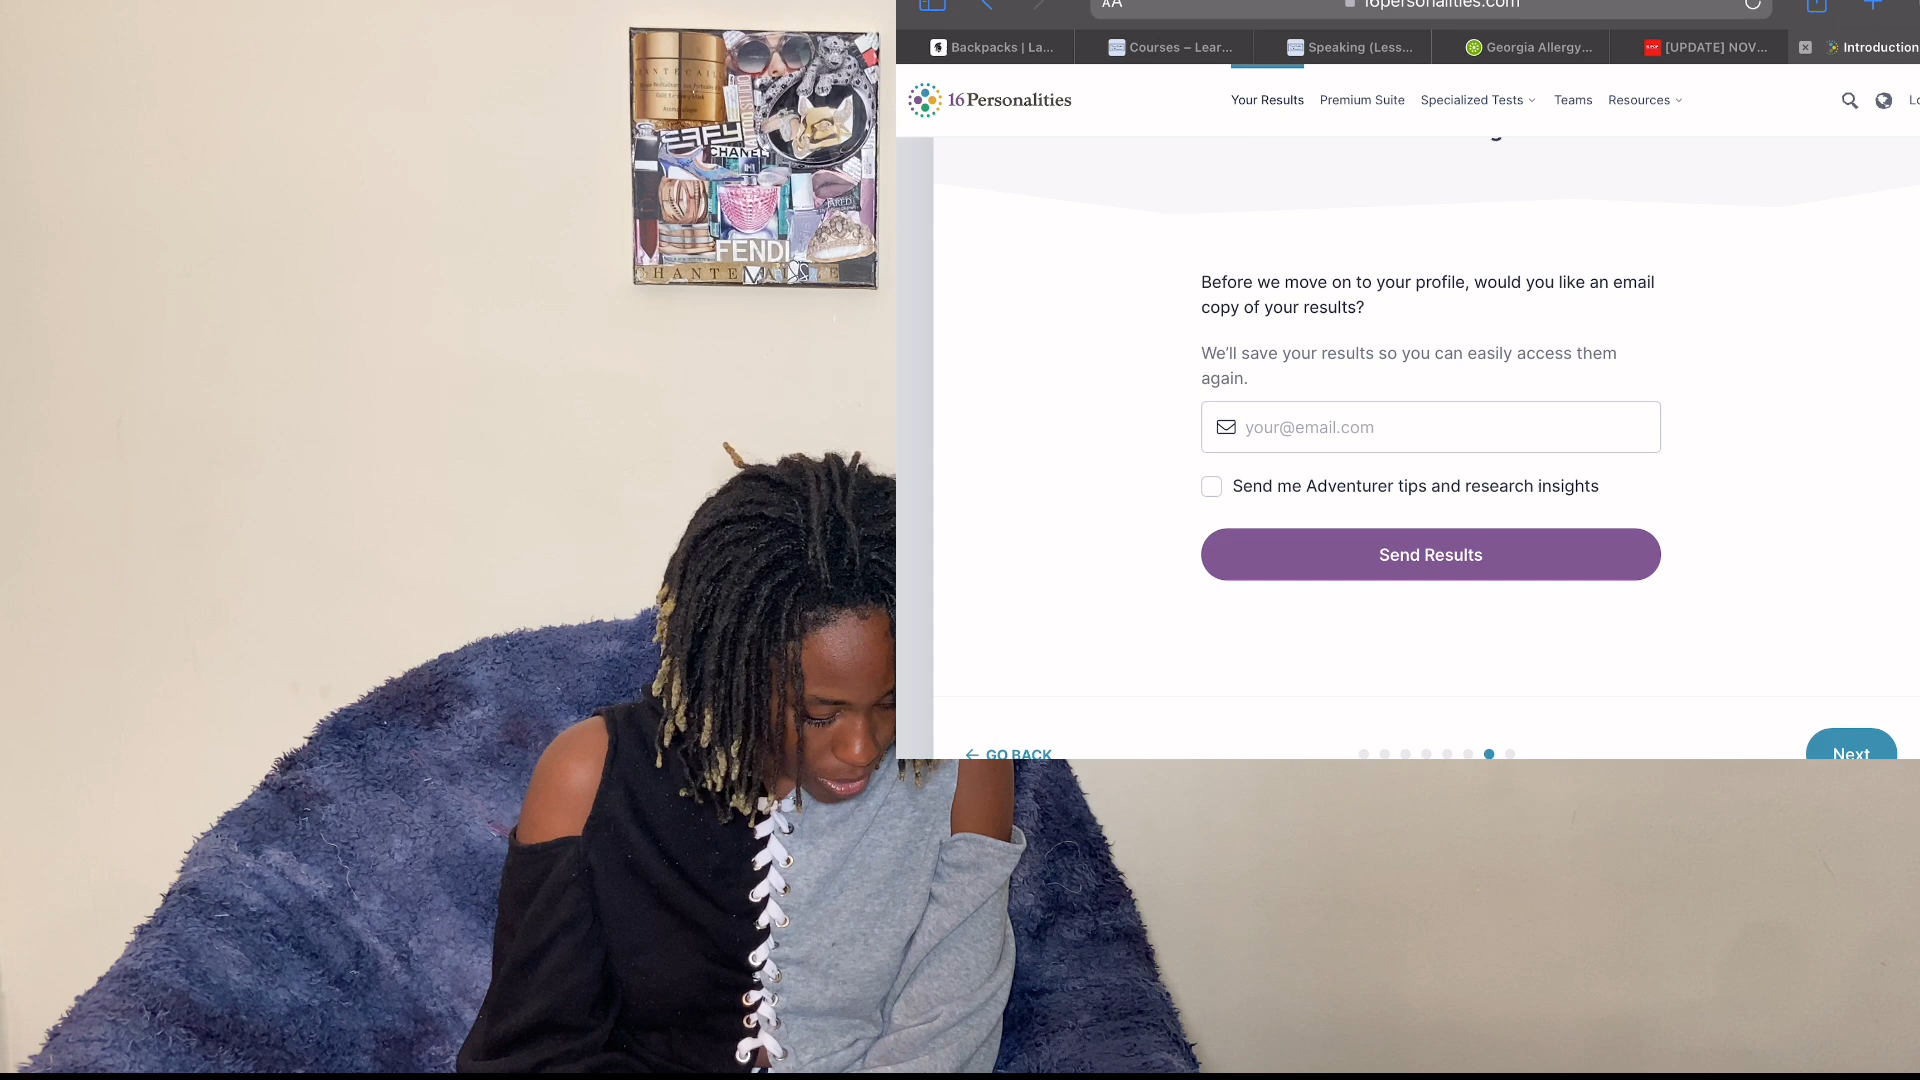 AA
16personalities.com
Backpacks | La...
Courses – Lear...
Speaking (Less...
Georgia Allergy...
[UPDATE] NOV...
Introduction
16Personalities
Your Results
Premium Suite
Specialized Tests
Teams
Resources
Before we move on to your profile, would you like an email
copy of your results?
We'll save your results so you can easily access them
again.
your@email.com
Send me Adventurer tips and research insights
Send Results
GO BACK
Next
CHANEL
JARED
FENDI